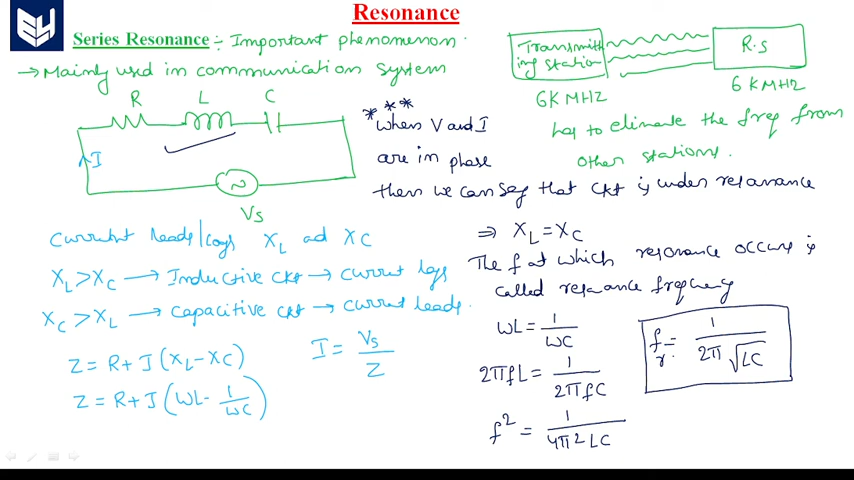 Resonance
Series Resonance :- Important phenomenon.
→ Mainly used in communication system
R L C
I
Vs
Transmitt
ing station
R.S
6K MHZ
6 KMHZ
has to eliminate the freq from
other stations.
*** when V and I
are in phase
then we can say that ckt is under resonance
⇒ XL = XC
The f at which resonance occurs is
called resonance frequency
Current leads/lags XL ad XC
XL > XC → Inductive ckt → current lags
XC > XL → capacitive ckt → current leads.
Z = R + J (XL - XC)
Z = R + J (WL - 1/WC)
I = Vs/Z
WL = 1/WC
2πfL = 1/2πfC
f² = 1/4π²LC
fr = 1/2π√LC